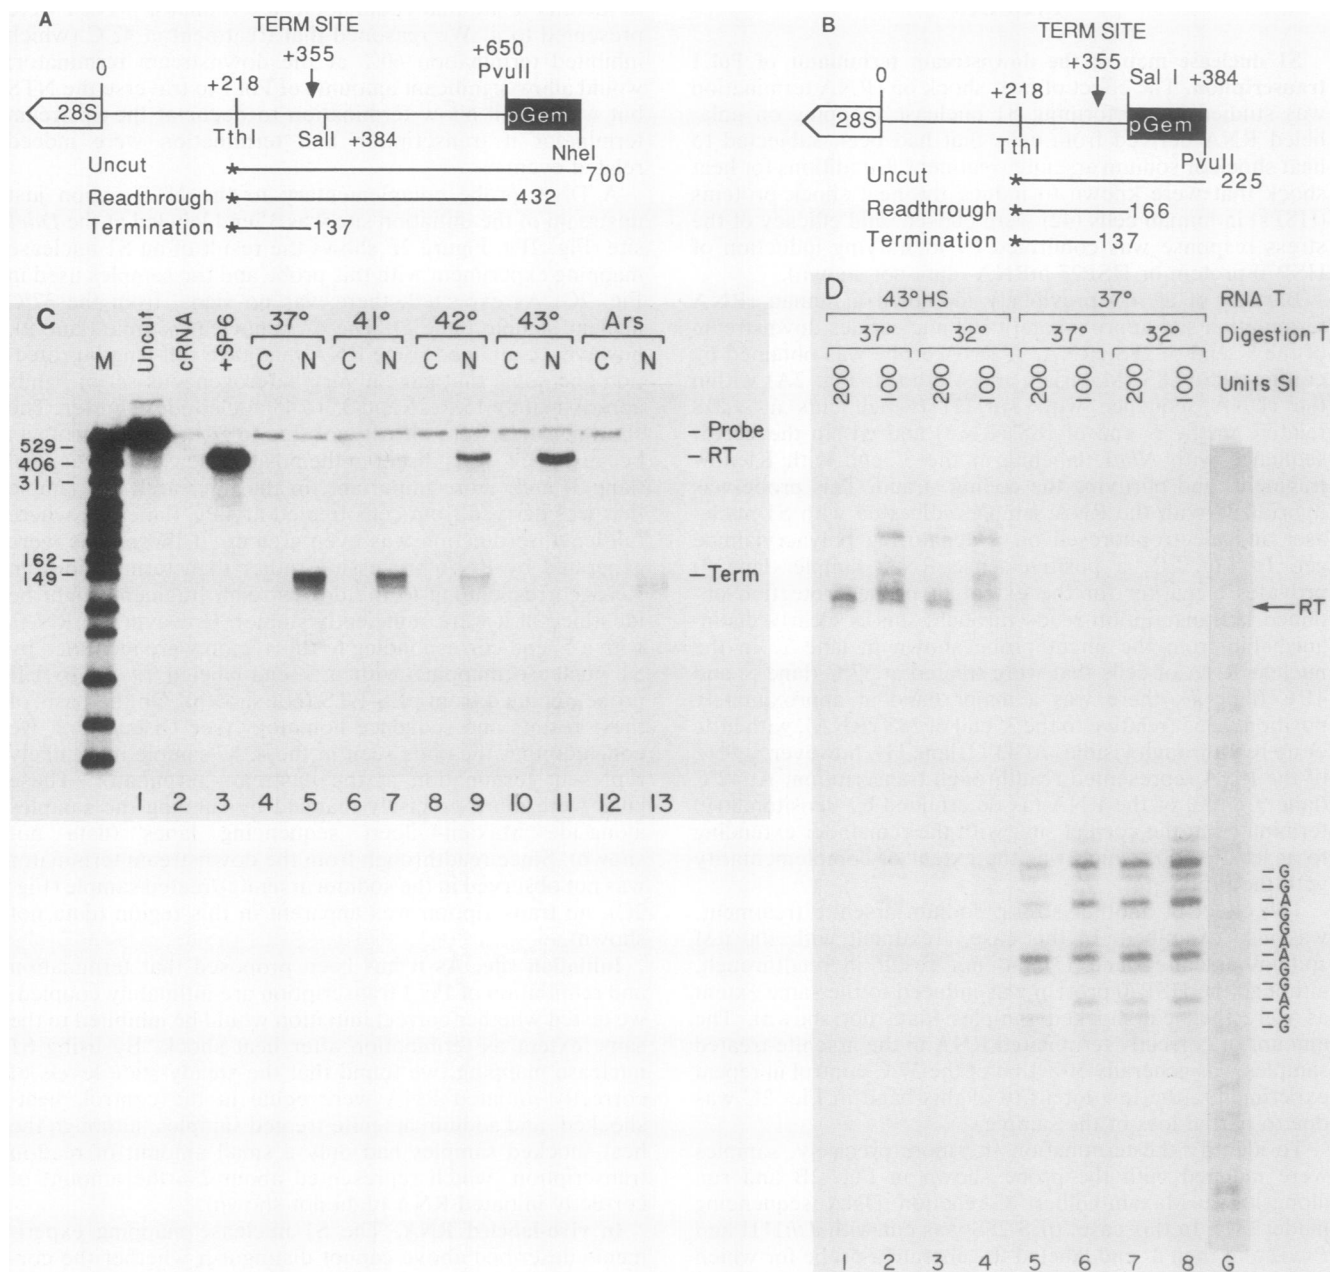 A
TERM SITE
+355
+650
PvuII
0
+218
28S
TthI
SalI +384
pGem
NheI
Uncut * 700
Readthrough * 432
Termination * 137
B
TERM SITE
+355
0
+218
Sal I +384
28S
TthI
pGem
PvuII
Uncut * 225
Readthrough * 166
Termination * 137
C
M
Uncut
cRNA
+SP6
37° 41° 42° 43° Ars
C N C N C N C N C N
529
406
311
162
149
Probe
RT
Term
1 2 3 4 5 6 7 8 9 10 11 12 13
D
43°HS 37° RNA T
37° 32° 37° 32° Digestion T
200 100 200 100 200 100 200 100 Units SI
RT
G
G
A
G
G
A
A
G
G
A
C
G
1 2 3 4 5 6 7 8 G